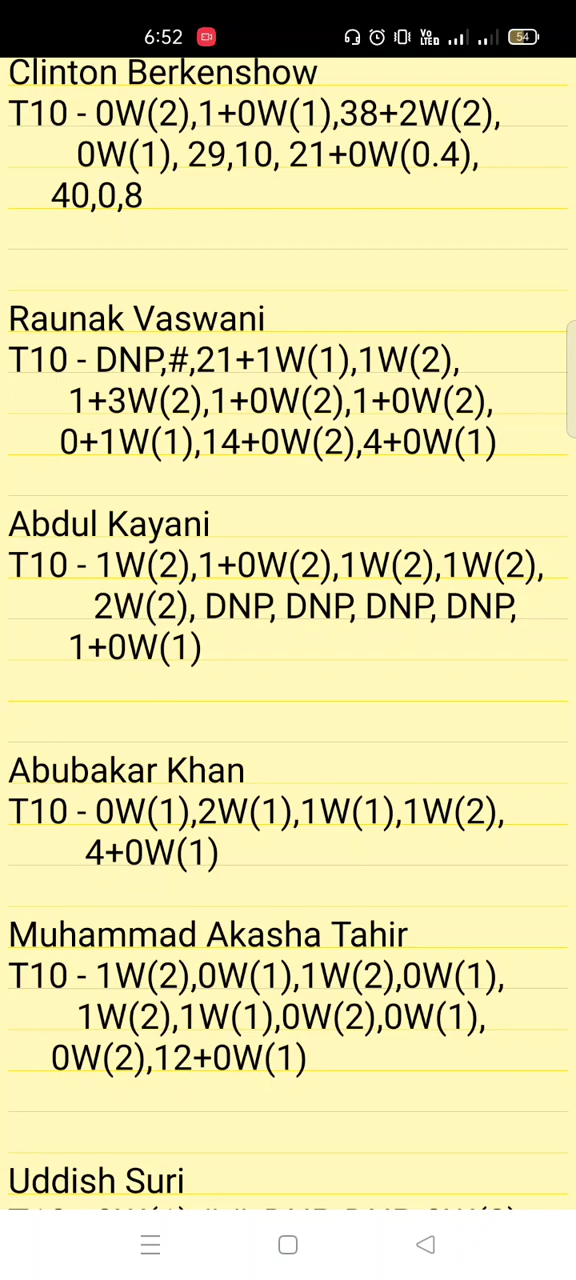 6:52
VoLTED 54
Clinton Berkenshow
T10 - 0W(2),1+0W(1),38+2W(2),
0W(1), 29,10, 21+0W(0.4),
40,0,8
Raunak Vaswani
T10 - DNP,#,21+1W(1),1W(2),
1+3W(2),1+0W(2),1+0W(2),
0+1W(1),14+0W(2),4+0W(1)
Abdul Kayani
T10 - 1W(2),1+0W(2),1W(2),1W(2),
2W(2), DNP, DNP, DNP, DNP,
1+0W(1)
Abubakar Khan
T10 - 0W(1),2W(1),1W(1),1W(2),
4+0W(1)
Muhammad Akasha Tahir
T10 - 1W(2),0W(1),1W(2),0W(1),
1W(2),1W(1),0W(2),0W(1),
0W(2),12+0W(1)
Uddish Suri